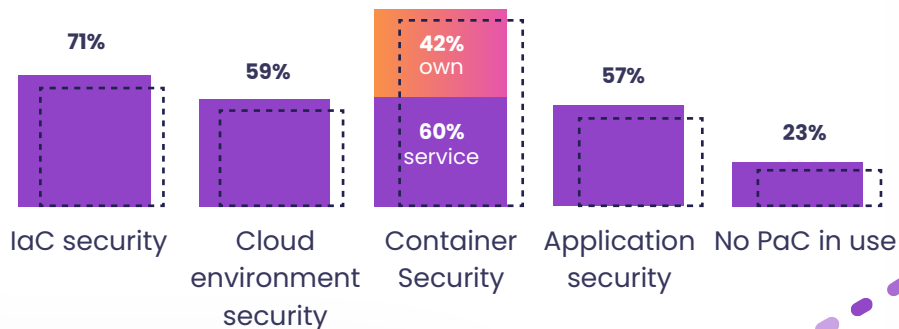 71%
59%
42%
own
60%
service
57%
23%
IaC security
Cloud
environment
security
Container
Security
Application
security
No PaC in use